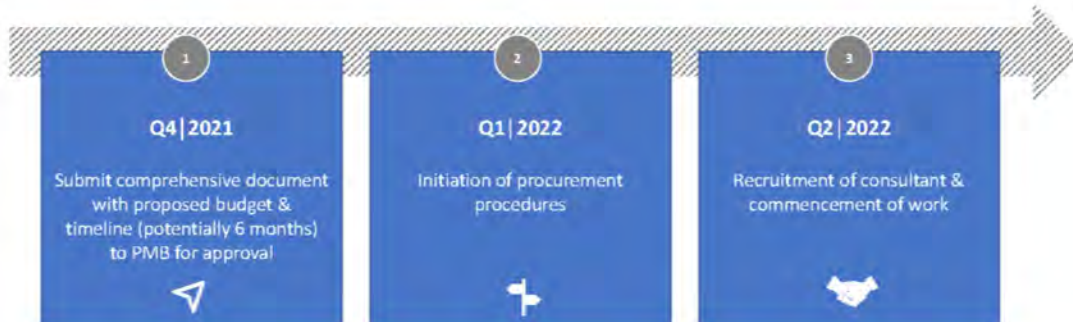 1
Q4|2021
Submit comprehensive document
with proposed budget &
timeline (potentially 6 months)
to PMB for approval
2
Q1|2022
Initiation of procurement
procedures
3
Q2|2022
Recruitment of consultant &
commencement of work